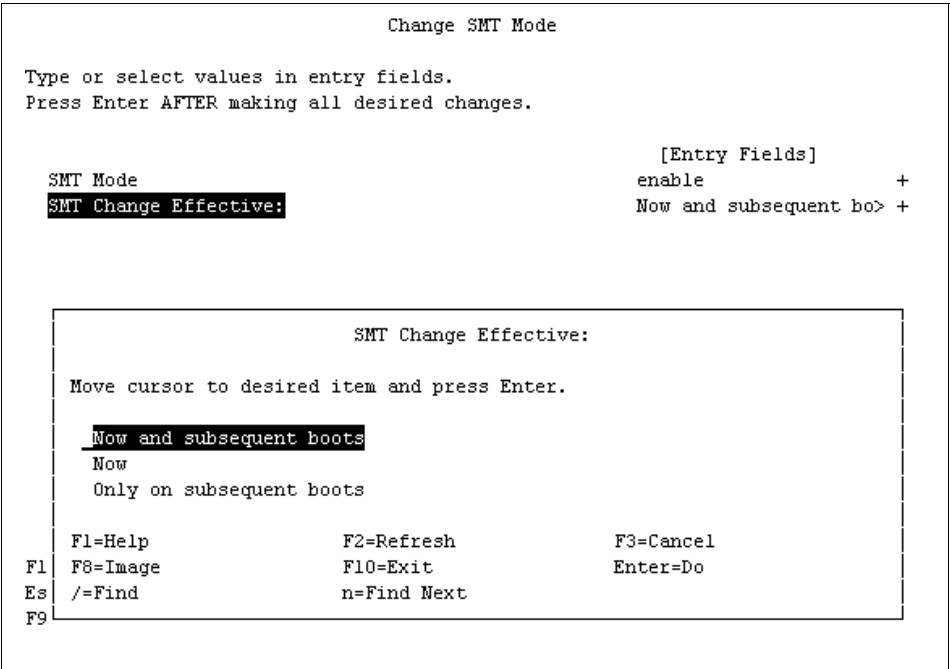 Change SMT Mode
Type or select values in entry fields.
Press Enter AFTER making all desired changes.
[Entry Fields]
SMT Mode enable +
SMT Change Effective: Now and subsequent bo> +
SMT Change Effective:
Move cursor to desired item and press Enter.
Now and subsequent boots
Now
Only on subsequent boots
F1=Help F2=Refresh F3=Cancel
F1 F8=Image F10=Exit Enter=Do
Es /=Find n=Find Next
F9